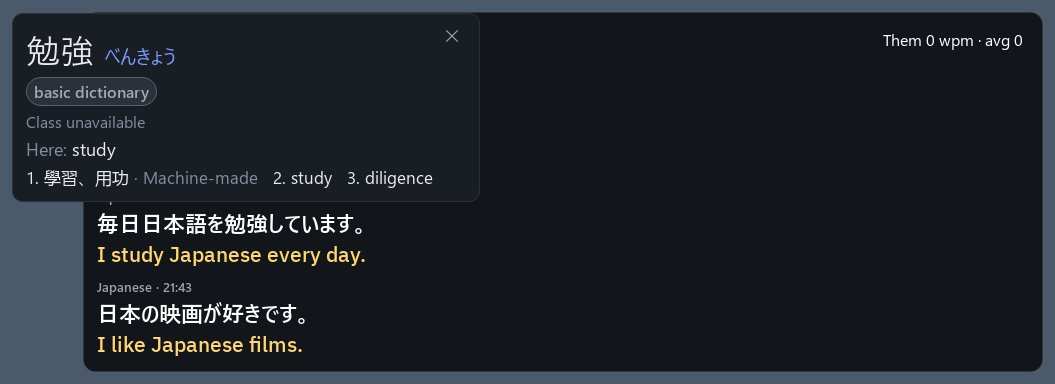 勉強 べんきょう
basic dictionary
Class unavailable
Here: study
1. 學習、用功 · Machine-made 2. study 3. diligence
Them 0 wpm · avg 0
毎日日本語を勉強しています。
I study Japanese every day.
Japanese · 21:43
日本の映画が好きです。
I like Japanese films.